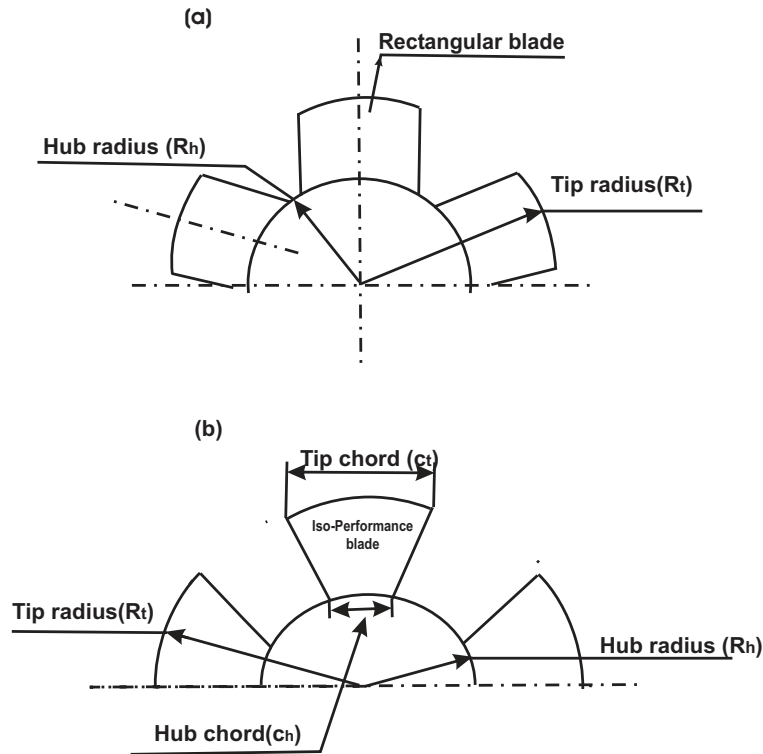 (a)
Rectangular blade
Hub radius (Rh)
Tip radius(Rt)
(b)
Tip chord (ct)
Iso-Performance
blade
Tip radius(Rt)
Hub radius (Rh)
Hub chord(ch)